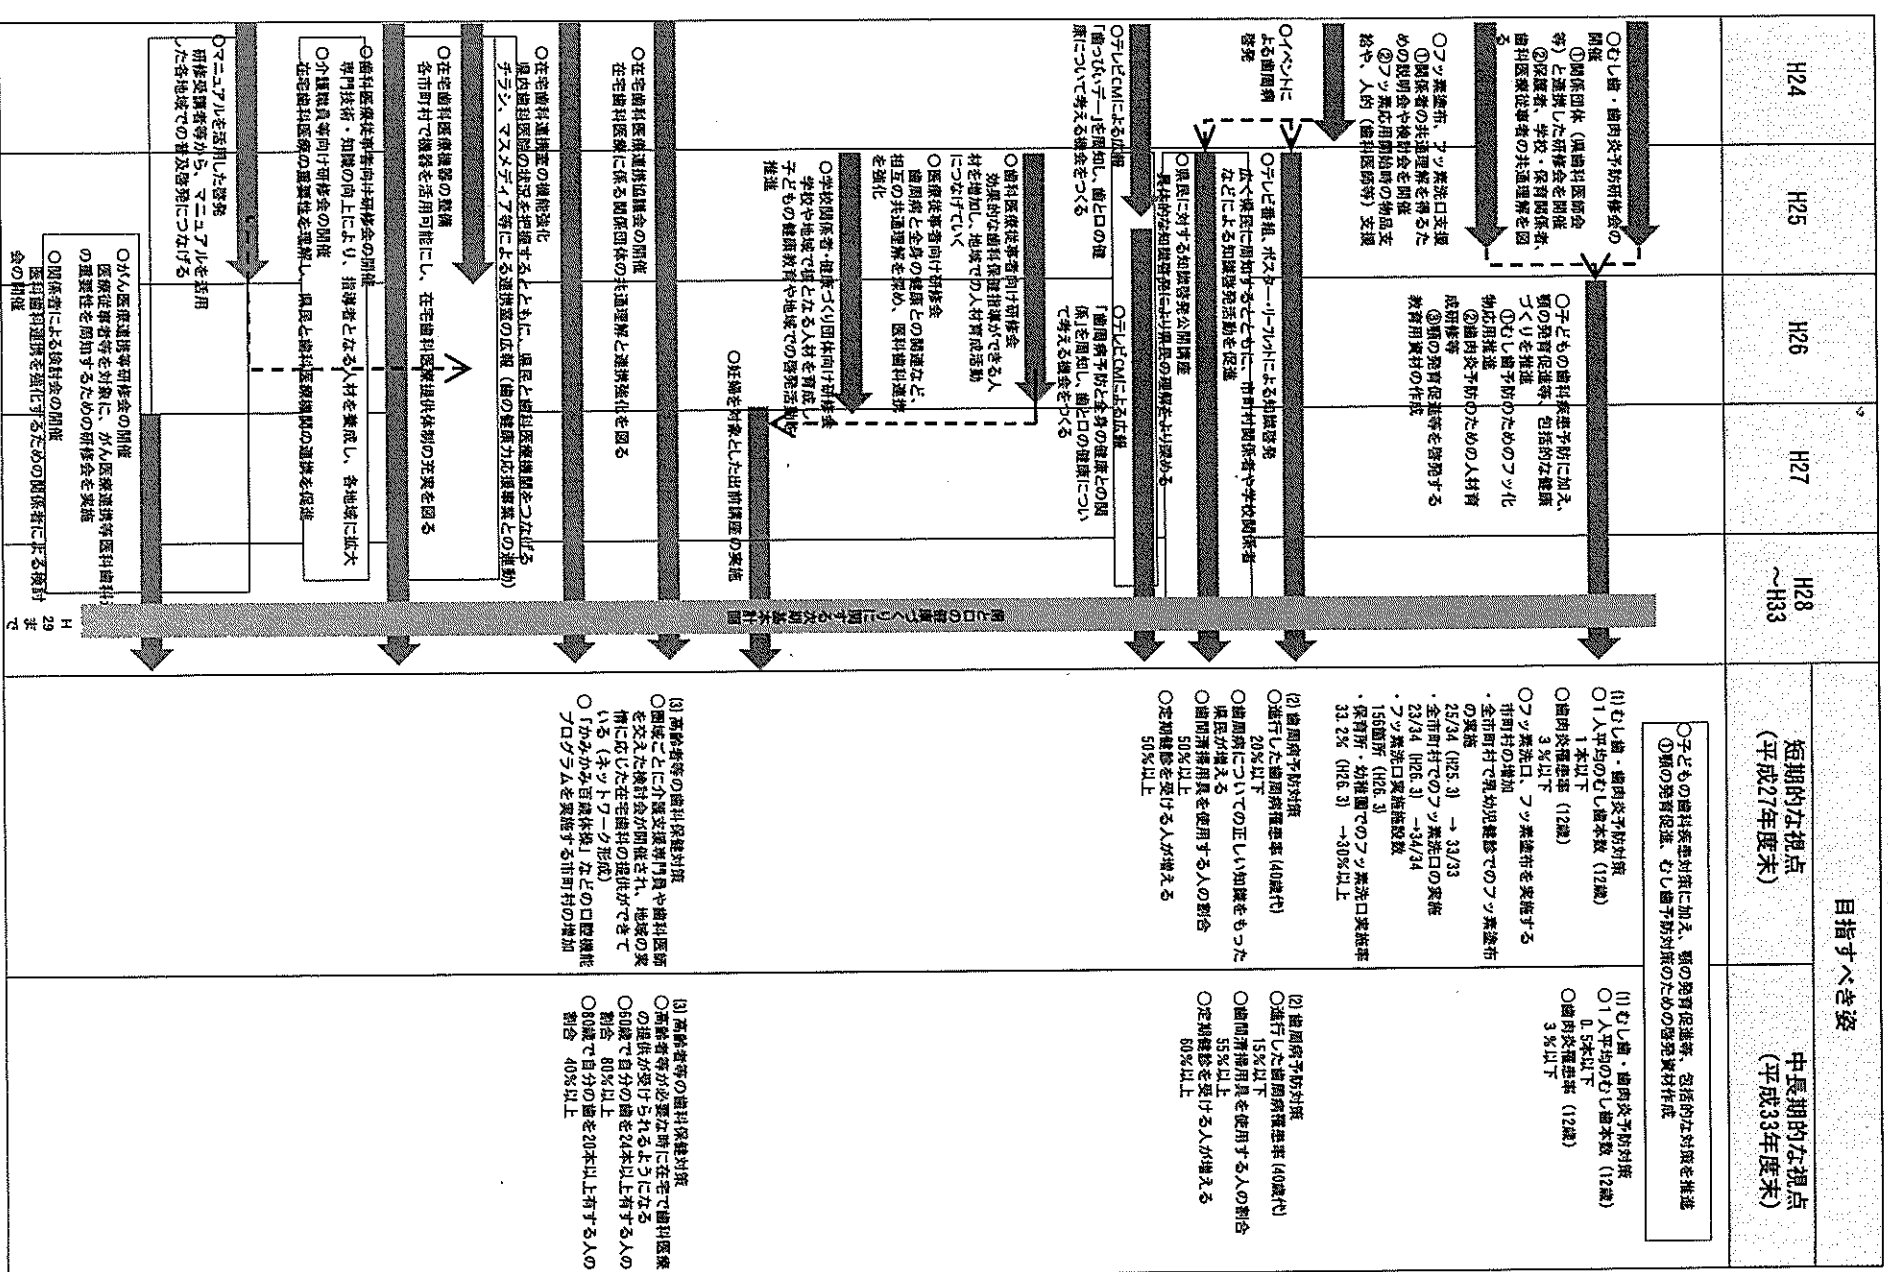 H24
H25
H26
H27
H28
～H33
目指すべき姿
短期的な視点
(平成27年度末)
中長期的な視点
(平成33年度末)
○むし歯・歯肉炎予防研修会の
開催
①関係団体（県歯科医師会
等）と連携した研修会を開催
②保護者、学校・保育関係者、
歯科医療従事者の共通理解を図
る
○フッ素塗布、フッ素洗口支援
①関係者の共通理解を得るた
めの説明会や検討会を開催
②フッ素応用開始時の物品支
給や、人的（歯科医師等）支援
○子どもの歯科疾患予防に加え、
顎の発育促進等、包括的な健康
づくりを推進
①むし歯予防のためのフッ化
物応用推進
②歯肉炎予防のための人材育
成研修等
③顎の発育促進等を啓発する
教育用資材の作成
○イベントに
よる歯周病
啓発
○テレビ番組、ポスター・リーフレットによる知識啓発
広く県民に周知するとともに、市町村関係者や学校関係者
などによる知識啓発活動を促進
○県民に対する知識啓発公開講座
具体的な知識啓発により県民の理解をより深める
○テレビCMによる広報
「歯っぴぃ・デー」を周知し、歯と口の健
康について考える機会をつくる
○テレビCMによる広報
「歯周病予防と全身の健康との関
係」を周知し、歯と口の健康につい
て考える機会をつくる
○歯科医療従事者向け研修会
効果的な歯科保健指導ができる人
材を増加し、地域での人材育成活動
につなげていく
○医療従事者向け研修会
歯周病と全身の健康との関連など、
相互の共通理解を深め、医科歯科連携
を強化
○学校関係者・健康づくり団体向け研修会
学校や地域で核となる人材を育成し、
子どもの健康教育や地域での啓発活動を
推進
○妊婦を対象とした出前講座の実施
○在宅歯科医療連携協議会の開催
在宅歯科医療に係る関係団体の共通理解と連携強化を図る
○在宅歯科連携室の機能強化
県内歯科医院の状況を把握するとともに、県民と歯科医療機関をつなげる
チラシ、マスメディア等による連携室の広報（歯の健康力応援事業との連動）
○在宅歯科医療機器の整備
各市町村で機器を活用可能にし、在宅歯科医療提供体制の充実を図る
○歯科医療従事者向け研修会の開催
専門技術・知識の向上により、指導者となる人材を養成し、各地域に拡大
○介護職員等向け研修会の開催
在宅歯科医療の重要性を理解し、県民と歯科医療機関の連携を促進
○マニュアルを活用した啓発
研修受講者等から、マニュアルを活用
した各地域での普及啓発につなげる
○がん医療連携等研修会の開催
医療従事者等を対象に、がん医療連携等医科歯科
の重要性を周知するための研修会を実施
○関係者による検討会の開催
医科歯科連携を強化するための関係者による検討
会の開催
歯と口の健康づくりに関する次期基本計画
H
29
ま
で
○子どもの歯科疾患対策に加え、顎の発育促進等、包括的な対策を推進
①顎の発育促進、むし歯予防対策のための啓発資材作成
(1) むし歯・歯肉炎予防対策
○1人平均のむし歯本数（12歳）
1本以下
○歯肉炎罹患率（12歳）
3％以下
○フッ素洗口、フッ素塗布を実施する
市町村の増加
・全市町村で乳幼児健診でのフッ素塗布
の実施
25/34（H25.3）→ 33/33
・全市町村でのフッ素洗口の実施
23/34（H26.3）→34/34
フッ素洗口実施施設数
156箇所（H26.3）
・保育所・幼稚園でのフッ素洗口実施率
33.2％（H26.3）→30％以上
(2) 歯周病予防対策
○進行した歯周病罹患率（40歳代）
20％以下
○歯周病についての正しい知識をもった
県民が増える
○歯間清掃用具を使用する人の割合
50％以上
○定期健診を受ける人が増える
50％以上
(3) 高齢者等の歯科保健対策
○圏域ごとに介護支援専門員や歯科医師
を交えた検討会が開催され、地域の実
情に応じた在宅歯科の提供ができて
いる（ネットワーク形成）
○「かみかみ百歳体操」などの口腔機能
プログラムを実施する市町村の増加
(1) むし歯・歯肉炎予防対策
○1人平均のむし歯本数（12歳）
0.5本以下
○歯肉炎罹患率（12歳）
3％以下
(2) 歯周病予防対策
○進行した歯周病罹患率（40歳代）
15％以下
○歯間清掃用具を使用する人の割合
55％以上
○定期健診を受ける人が増える
60％以上
(3) 高齢者等の歯科保健対策
○高齢者等が必要な時に在宅で歯科医療
の提供が受けられるようになる
○60歳で自分の歯を24本以上有する人の
割合 80％以上
○80歳で自分の歯を20本以上有する人の
割合 40％以上